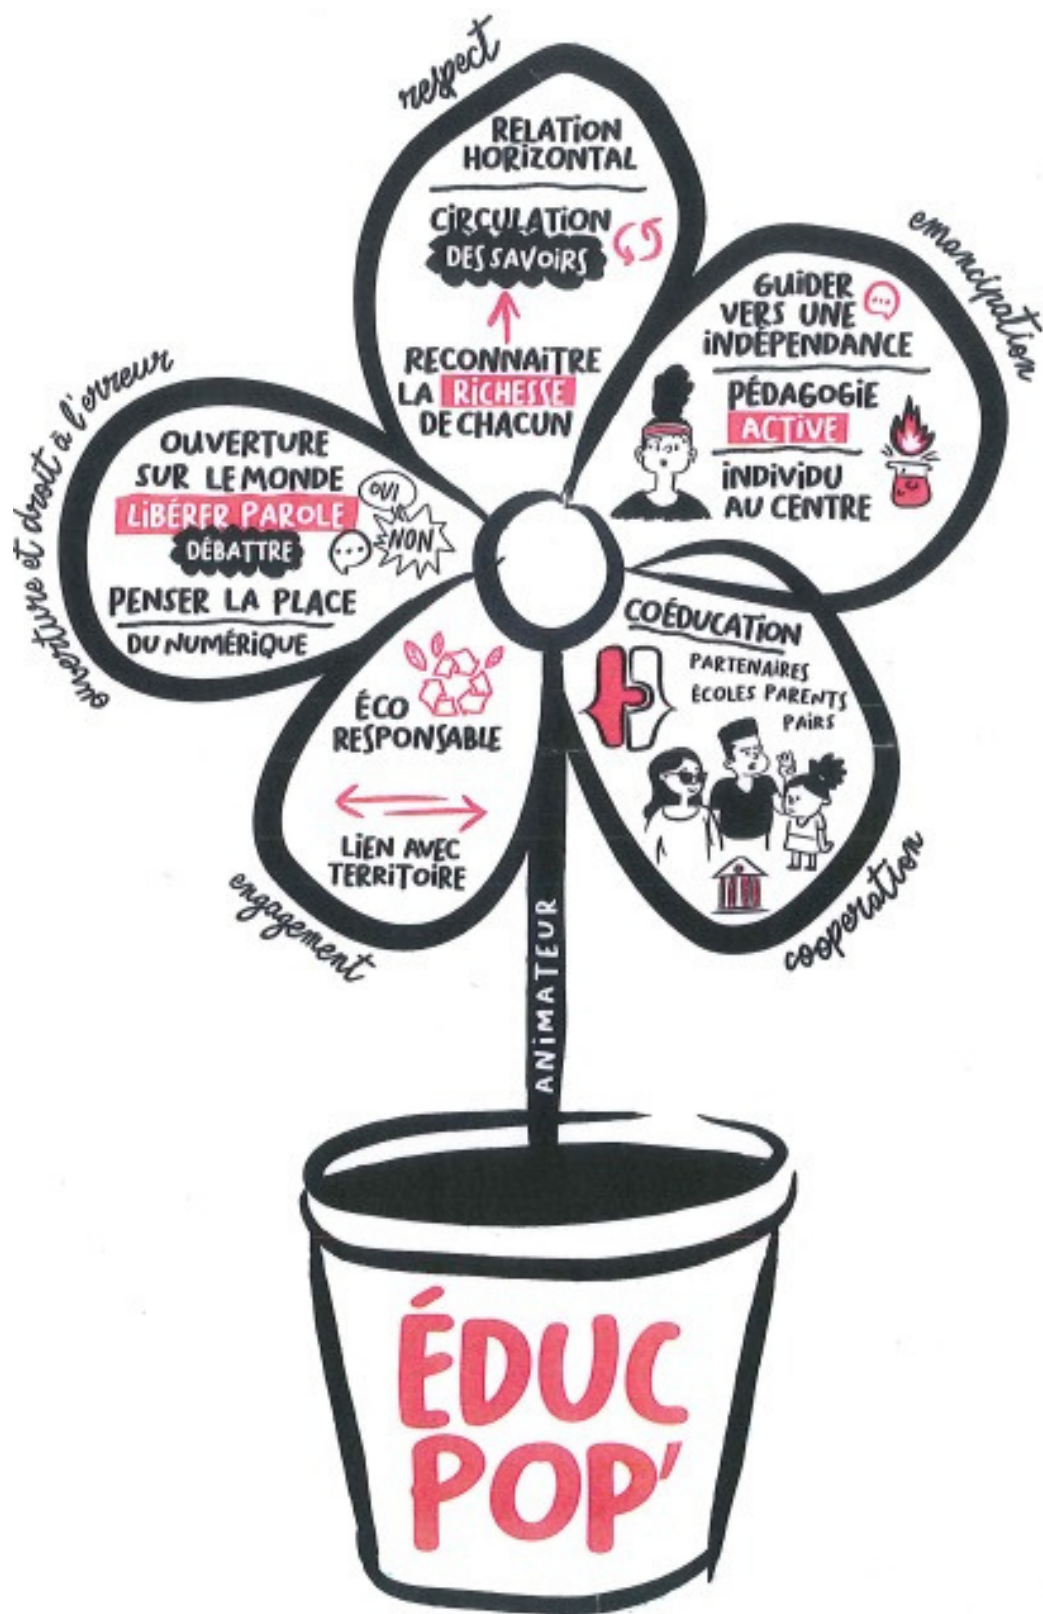 respect
RELATION
HORIZONTAL
CIRCULATION
DES SAVOIRS
RECONNAITRE
LA RICHESSE
DE CHACUN
emancipation
GUIDER
VERS UNE
INDÉPENDANCE
PÉDAGOGIE
ACTIVE
INDIVIDU
AU CENTRE
ouverture et droit à l'erreur
OUVERTURE
SUR LE MONDE
LIBÉRER PAROLE
DÉBATTRE
OUI
NON
PENSER LA PLACE
DU NUMÉRIQUE
COÉDUCATION
PARTENAIRES
ÉCOLES PARENTS
PAIRS
cooperation
ÉCO
RESPONSABLE
LIEN AVEC
TERRITOIRE
engagement
ANIMATEUR
ÉDUC
POP'